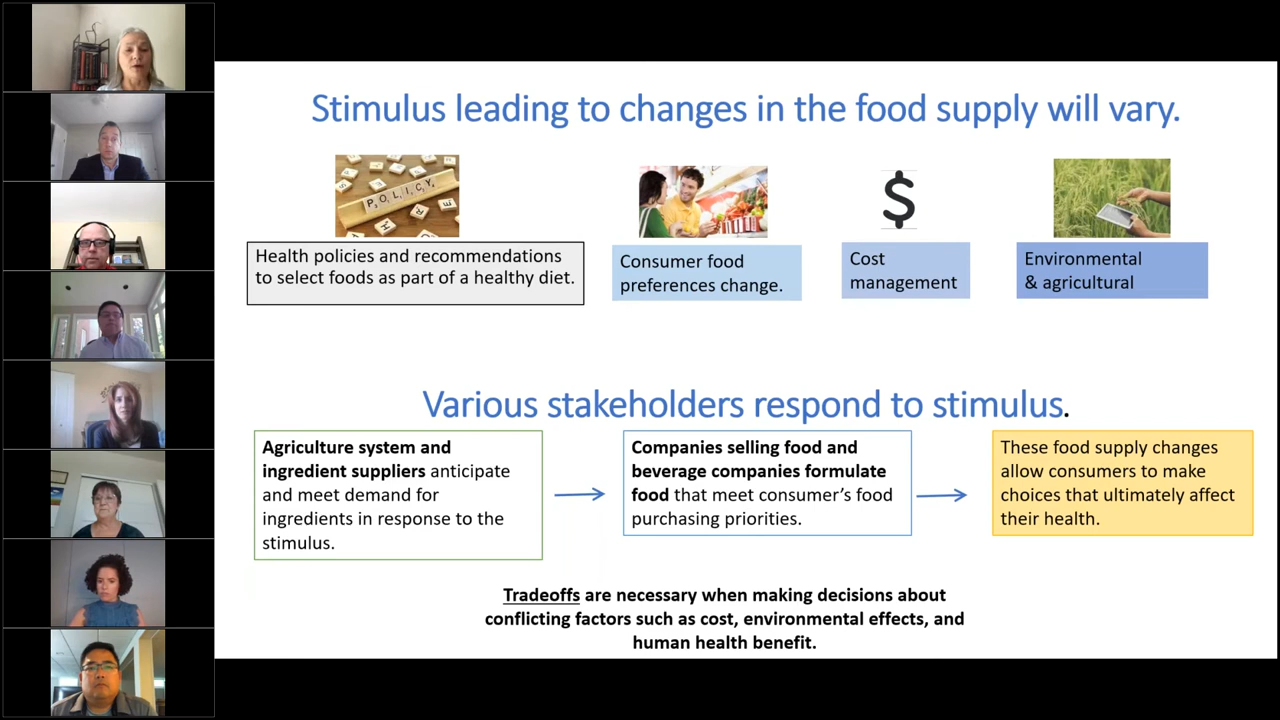 Stimulus leading to changes in the food supply will vary.
POLICY
$
Health policies and recommendations
to select foods as part of a healthy diet.
Consumer food
preferences change.
Cost
management
Environmental
& agricultural
Various stakeholders respond to stimulus.
Agriculture system and
ingredient suppliers anticipate
and meet demand for
ingredients in response to the
stimulus.
Companies selling food and
beverage companies formulate
food that meet consumer’s food
purchasing priorities.
These food supply changes
allow consumers to make
choices that ultimately affect
their health.
Tradeoffs are necessary when making decisions about
conflicting factors such as cost, environmental effects, and
human health benefit.